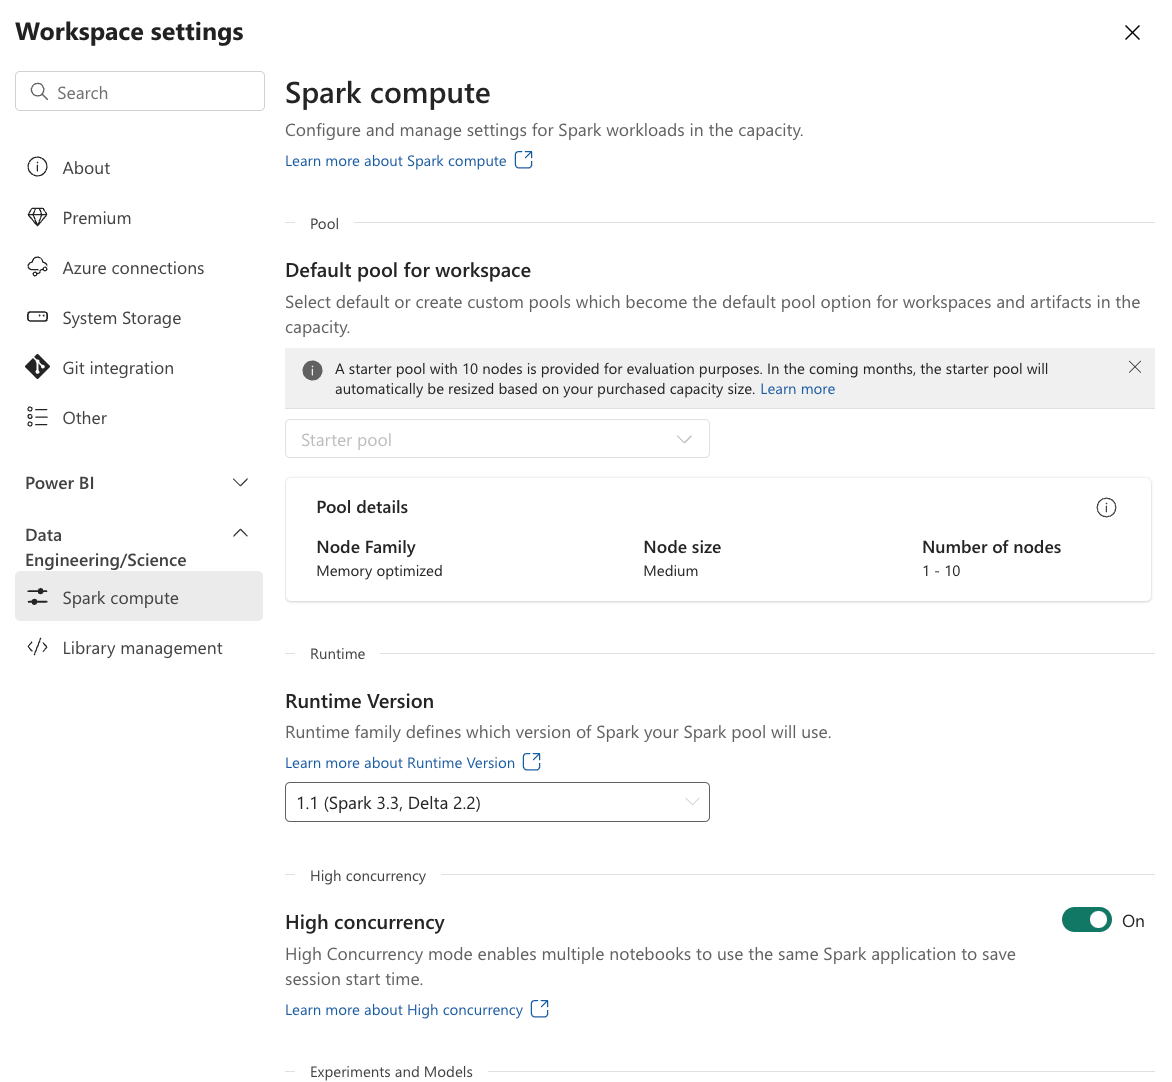 Workspace settings
Search
About
Premium
Azure connections
System Storage
Git integration
Other
Power BI
Data
Engineering/Science
Spark compute
Library management
Spark compute
Configure and manage settings for Spark workloads in the capacity.
Learn more about Spark compute
Pool
Default pool for workspace
Select default or create custom pools which become the default pool option for workspaces and artifacts in the
capacity.
A starter pool with 10 nodes is provided for evaluation purposes. In the coming months, the starter pool will
automatically be resized based on your purchased capacity size. Learn more
Starter pool
Pool details
Node Family
Memory optimized
Node size
Medium
Number of nodes
1 - 10
Runtime
Runtime Version
Runtime family defines which version of Spark your Spark pool will use.
Learn more about Runtime Version
1.1 (Spark 3.3, Delta 2.2)
High concurrency
High concurrency
On
High Concurrency mode enables multiple notebooks to use the same Spark application to save
session start time.
Learn more about High concurrency
Experiments and Models